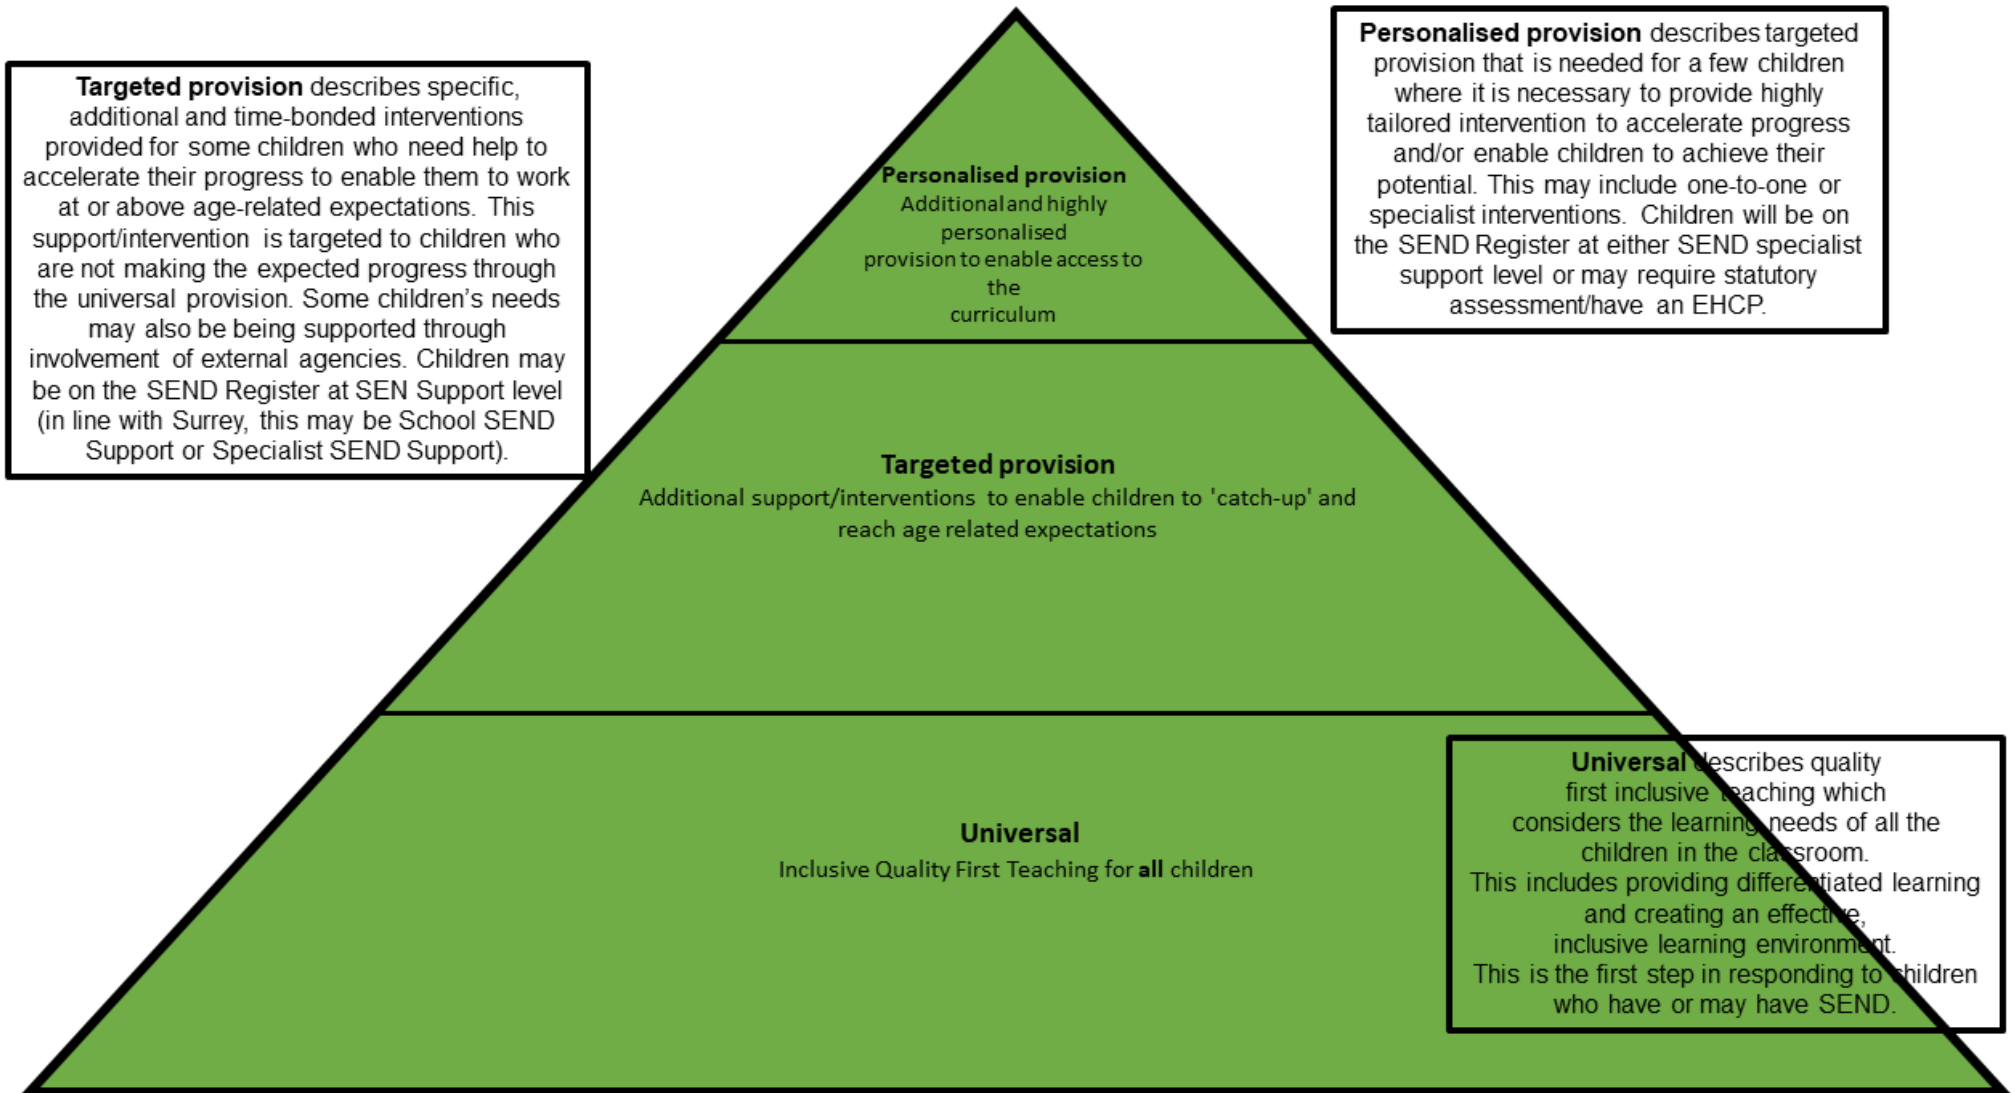 Targeted provision describes specific,
additional and time-bonded interventions
provided for some children who need help to
accelerate their progress to enable them to work
at or above age-related expectations. This
support/intervention is targeted to children who
are not making the expected progress through
the universal provision. Some children's needs
may also be being supported through
involvement of external agencies. Children may
be on the SEND Register at SEN Support level
(in line with Surrey, this may be School SEND
Support or Specialist SEND Support).
Personalised provision describes targeted
provision that is needed for a few children
where it is necessary to provide highly
tailored intervention to accelerate progress
and/or enable children to achieve their
potential. This may include one-to-one or
specialist interventions. Children will be on
the SEND Register at either SEND specialist
support level or may require statutory
assessment/have an EHCP.
Personalised provision
Additional and highly
personalised
provision to enable access to
the
curriculum
Targeted provision
Additional support/interventions to enable children to 'catch-up' and
reach age related expectations
Universal
Inclusive Quality First Teaching for all children
Universal describes quality
first inclusive teaching which
considers the learning needs of all the
children in the classroom.
This includes providing differentiated learning
and creating an effective,
inclusive learning environment.
This is the first step in responding to children
who have or may have SEND.